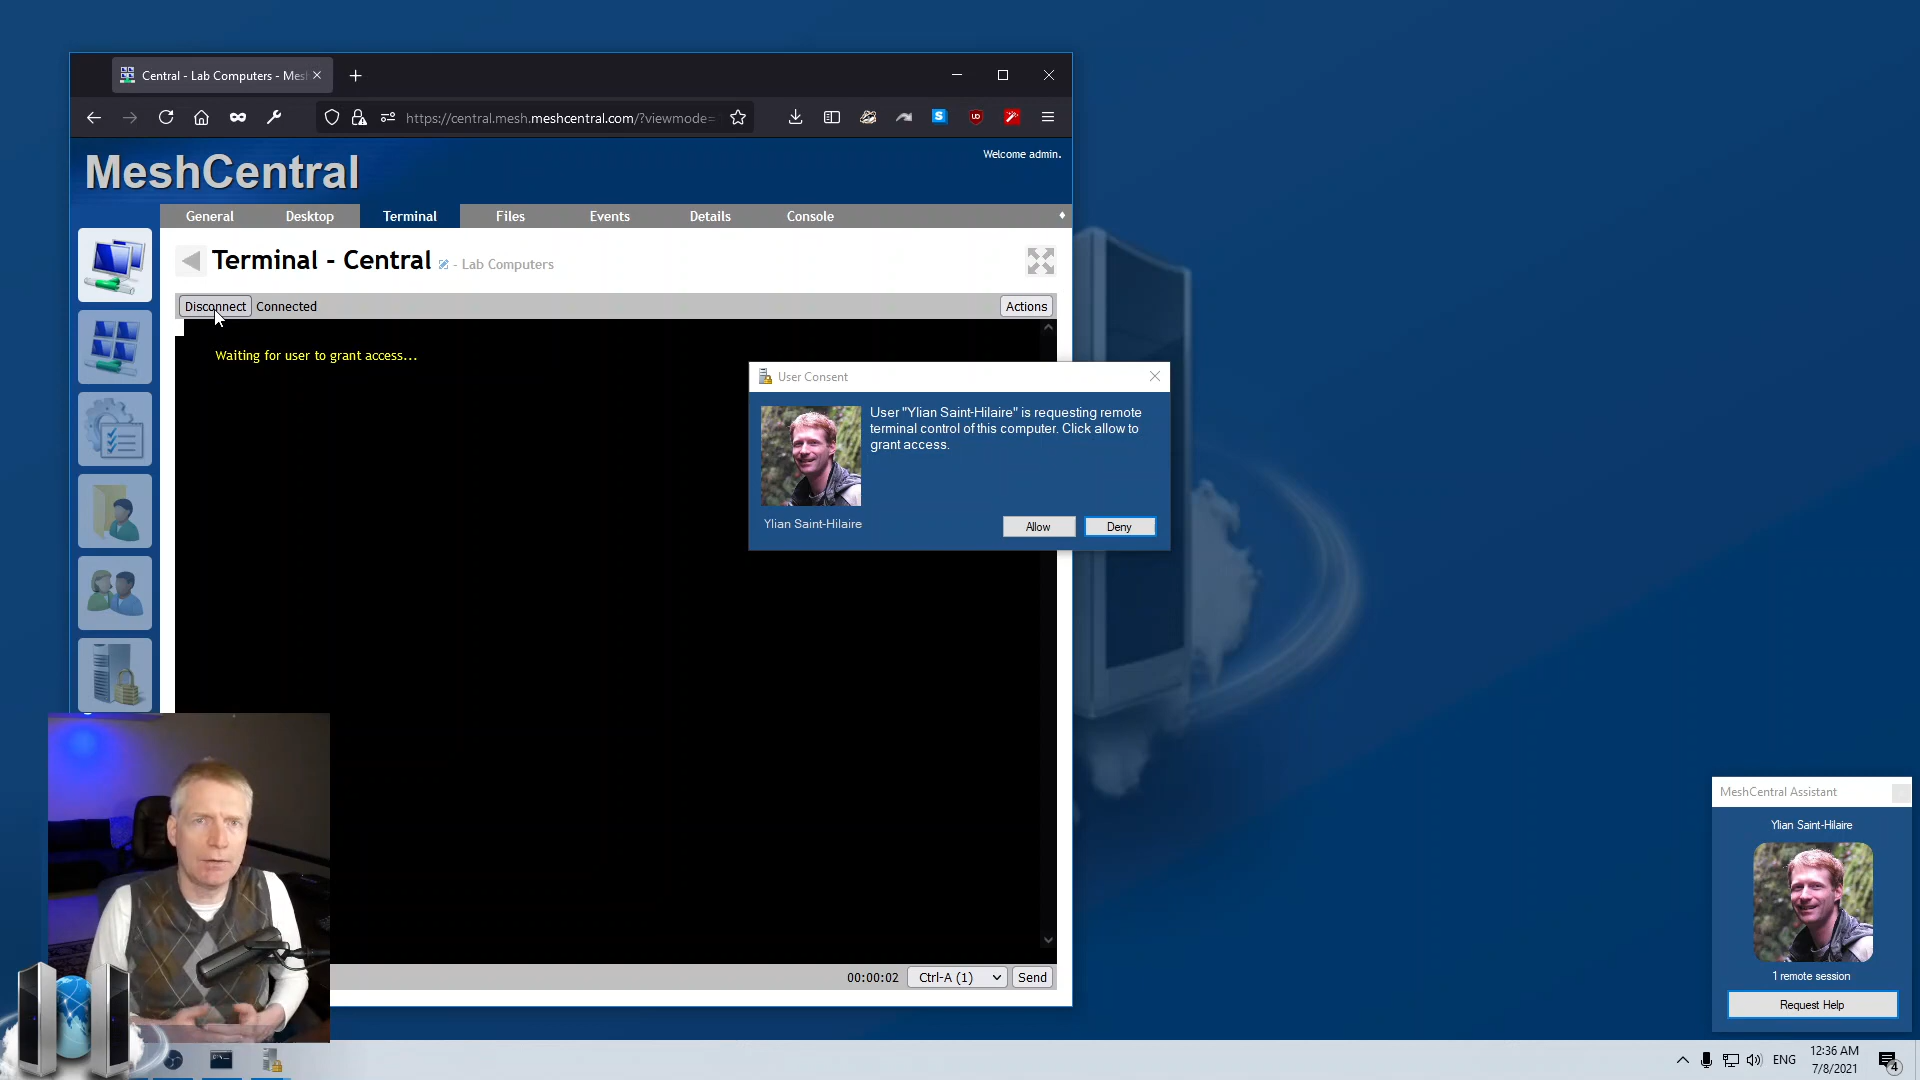 Central - Lab Computers - Mes
https://central.mesh.meshcentral.com/?viewmode=
MeshCentral
Welcome admin.
General
Desktop
Terminal
Files
Events
Details
Console
Terminal - Central - Lab Computers
Disconnect
Connected
Actions
Waiting for user to grant access...
User Consent
User "Ylian Saint-Hilaire" is requesting remote
terminal control of this computer. Click allow to
grant access.
Ylian Saint-Hilaire
Allow
Deny
00:00:02
Ctrl-A (1)
Send
MeshCentral Assistant
Ylian Saint-Hilaire
1 remote session
Request Help
ENG
12:36 AM
7/8/2021
4